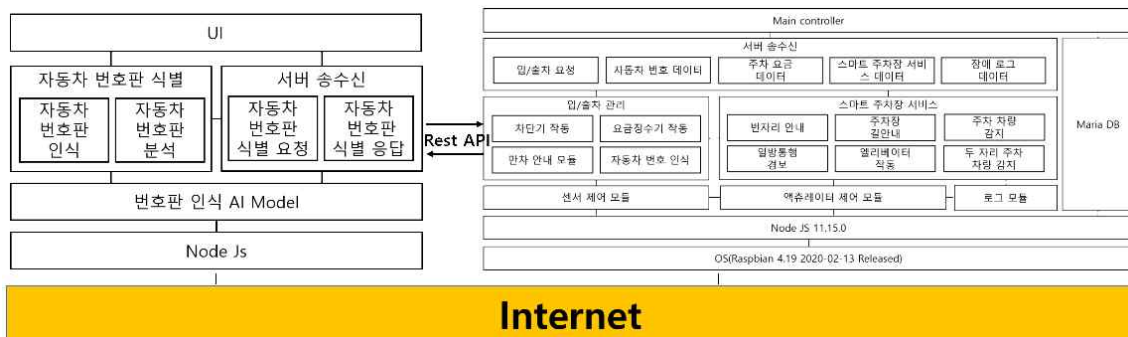 UI
자동차 번호판 식별
자동차
번호판
인식
자동차
번호판
분석
서버 송수신
자동차
번호판
식별 요청
자동차
번호판
식별 응답
번호판 인식 AI Model
Node Js
Rest API
Main controller
서버 송수신
입/출차 요청
자동차 번호 데이터
주차 요금
데이터
스마트 주차장 서비
스 데이터
장애 로그
데이터
입/출차 관리
차단기 작동
요금징수기 작동
만차 안내 모듈
자동차 번호 인식
스마트 주차장 서비스
빈자리 안내
주차장
길안내
주차 차량
감지
일방통행
경보
엘리베이터
작동
두 자리 주차
차량 감지
Maria DB
센서 제어 모듈
액츄레이터 제어 모듈
로그 모듈
Node JS 11.15.0
OS(Raspbian 4.19 2020-02-13 Released)
Internet